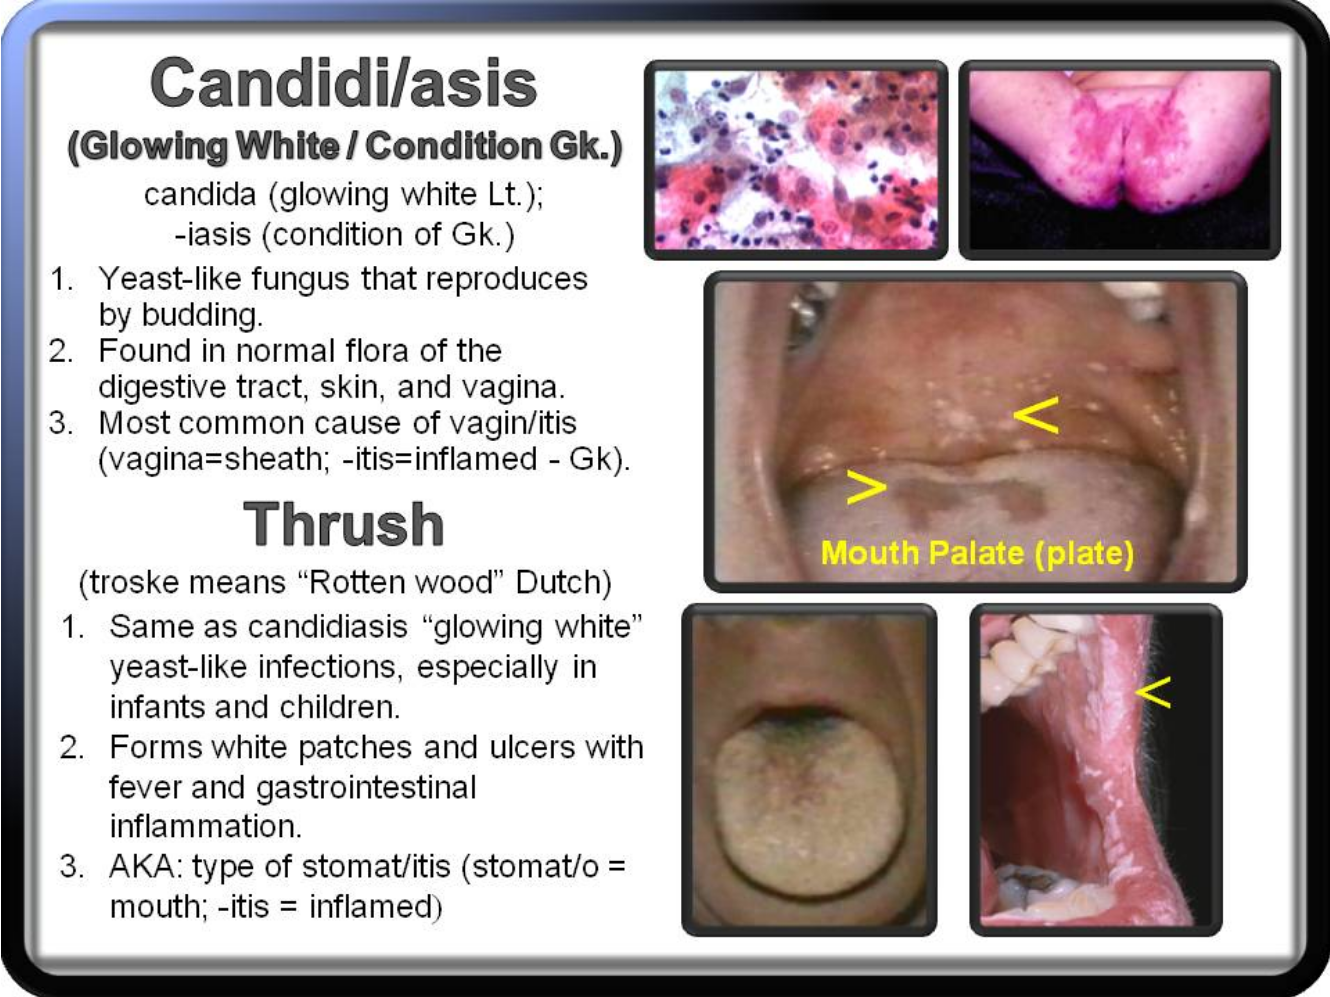 Candidi/asis
(Glowing White / Condition Gk.)
candida (glowing white Lt.);
-iasis (condition of Gk.)
1. Yeast-like fungus that reproduces
by budding.
2. Found in normal flora of the
digestive tract, skin, and vagina.
3. Most common cause of vagin/itis
(vagina=sheath; -itis=inflamed - Gk).
Thrush
(troske means “Rotten wood” Dutch)
1. Same as candidiasis “glowing white”
yeast-like infections, especially in
infants and children.
2. Forms white patches and ulcers with
fever and gastrointestinal
inflammation.
3. AKA: type of stomat/itis (stomat/o =
mouth; -itis = inflamed)
<
>
Mouth Palate (plate)
<